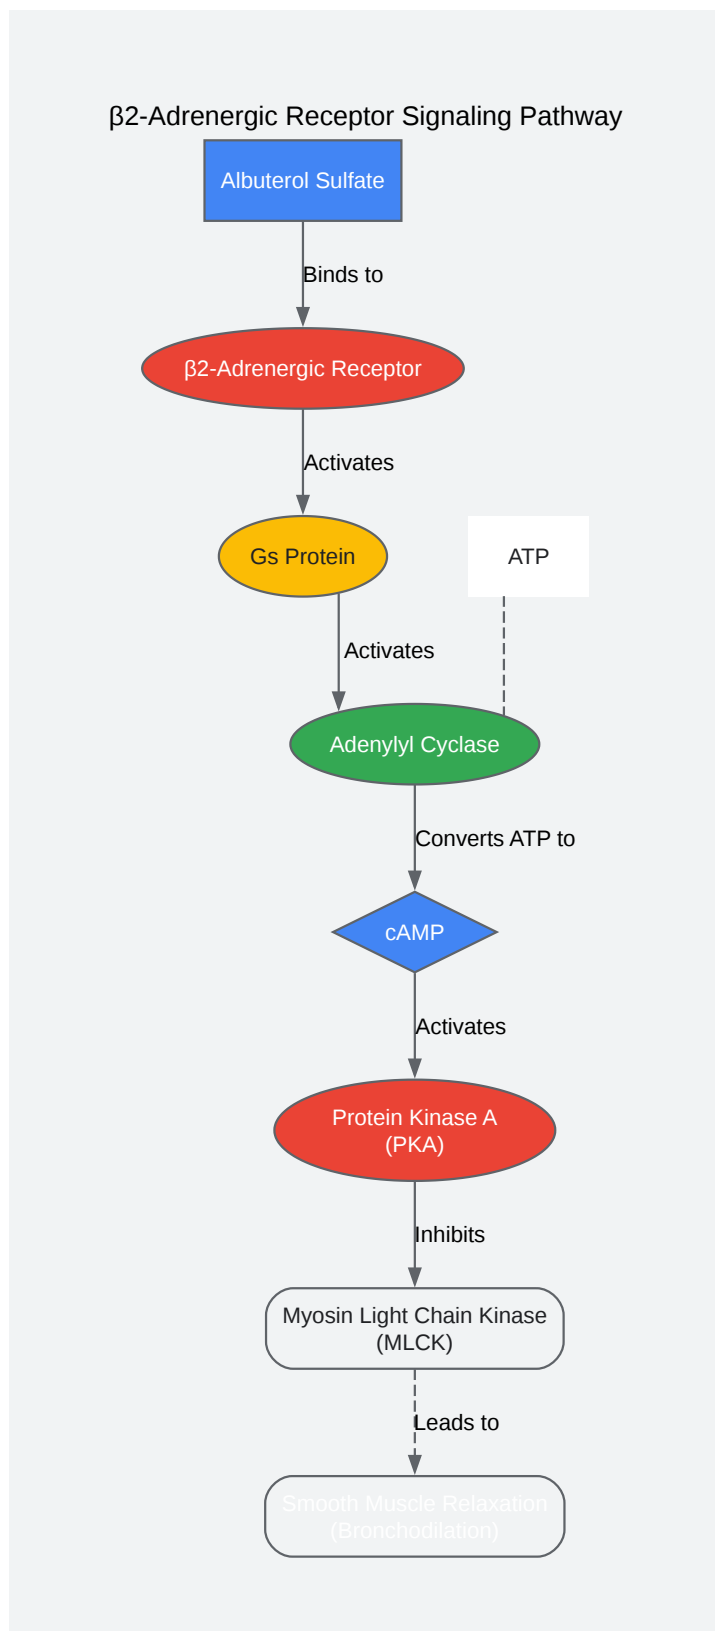 β2-Adrenergic Receptor Signaling Pathway
Albuterol Sulfate
Binds to
β2-Adrenergic Receptor
Activates
Gs Protein
ATP
Activates
Adenylyl Cyclase
Converts ATP to
cAMP
Activates
Protein Kinase A
(PKA)
Inhibits
Myosin Light Chain Kinase
(MLCK)
Leads to
Smooth Muscle Relaxation
(Bronchodilation)